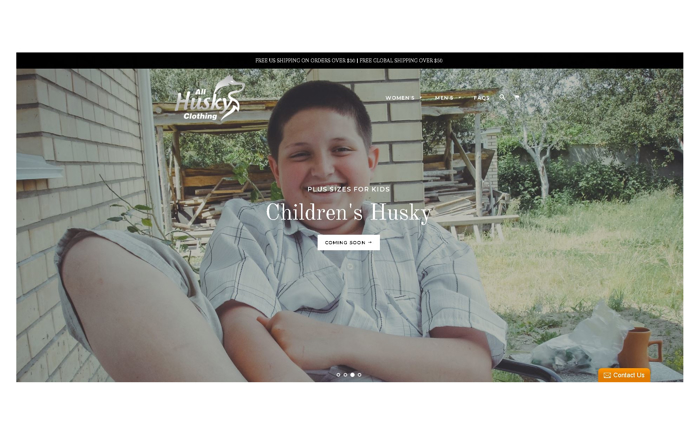 FREE US SHIPPING ON ORDERS OVER $50 | FREE GLOBAL SHIPPING OVER $50
All
Husky
Clothing
WOMEN'S MEN'S FAQS
PLUS SIZES FOR KIDS
Children's Husky
COMING SOON →
Contact Us